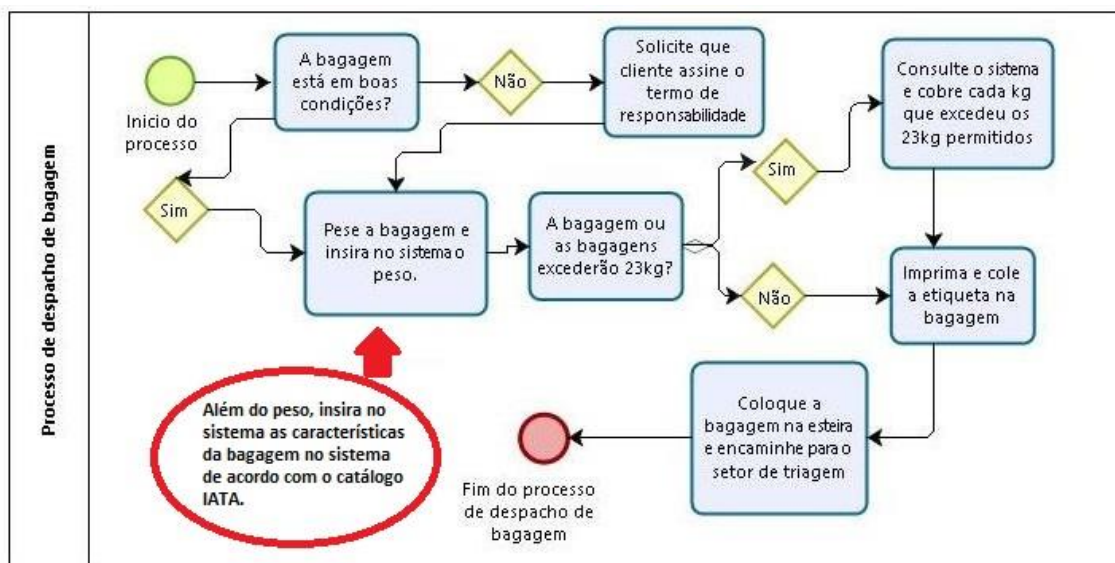 Processo de despacho de bagagem
Inicio do
processo
A bagagem
está em boas
condições?
Não
Solicite que
cliente assine o
termo de
responsabilidade
Sim
Pese a bagagem e
insira no sistema o
peso.
A bagagem ou
as bagagens
excederão 23kg?
Sim
Não
Consulte o sistema
e cobre cada kg
que excedeu os
23kg permitidos
Imprima e cole
a etiqueta na
bagagem
Coloque a
bagagem na esteira
e encaminhe para o
setor de triagem
Fim do processo
de despacho de
bagagem
Além do peso, insira no
sistema as características
da bagagem no sistema
de acordo com o catálogo
IATA.